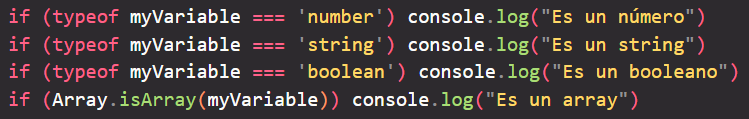 if (typeof myVariable === 'number') console.log("Es un número")
if (typeof myVariable === 'string') console.log("Es un string")
if (typeof myVariable === 'boolean') console.log("Es un booleano")
if (Array.isArray(myVariable)) console.log("Es un array")